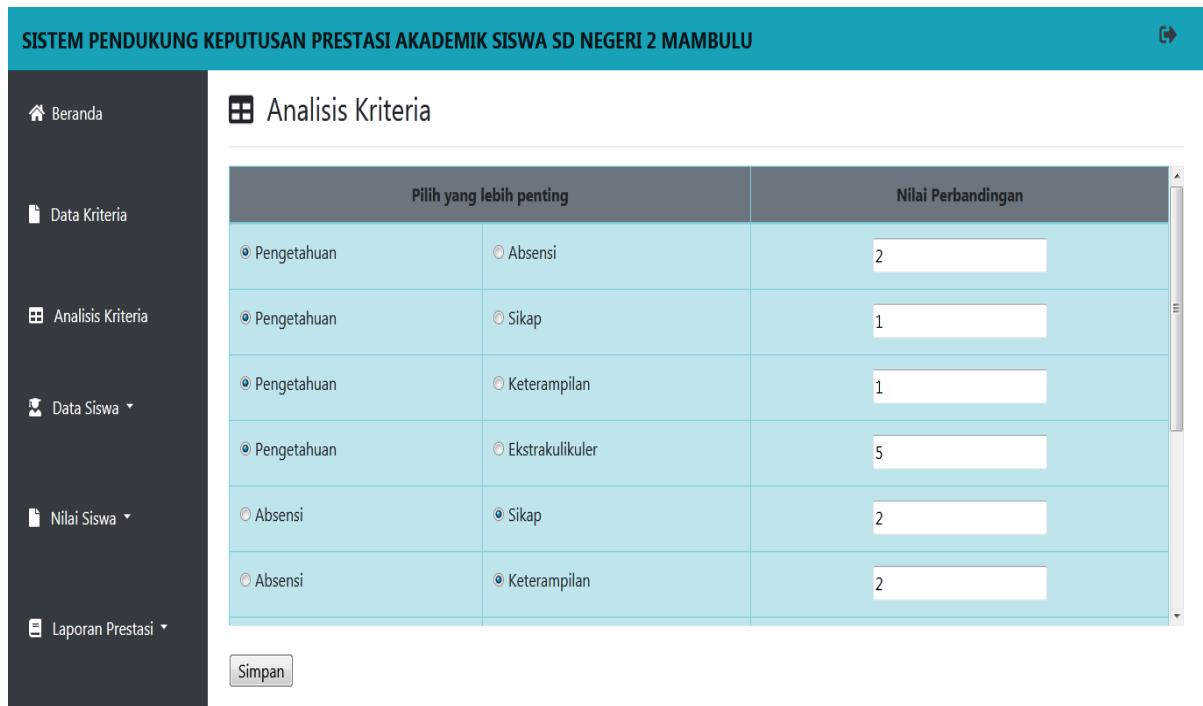 SISTEM PENDUKUNG KEPUTUSAN PRESTASI AKADEMIK SISWA SD NEGERI 2 MAMBULU
Beranda
Data Kriteria
Analisis Kriteria
Data Siswa
Nilai Siswa
Laporan Prestasi
Analisis Kriteria
Pilih yang lebih penting Nilai Perbandingan
Pengetahuan Absensi 2
Pengetahuan Sikap 1
Pengetahuan Keterampilan 1
Pengetahuan Ekstrakulikuler 5
Absensi Sikap 2
Absensi Keterampilan 2
Simpan